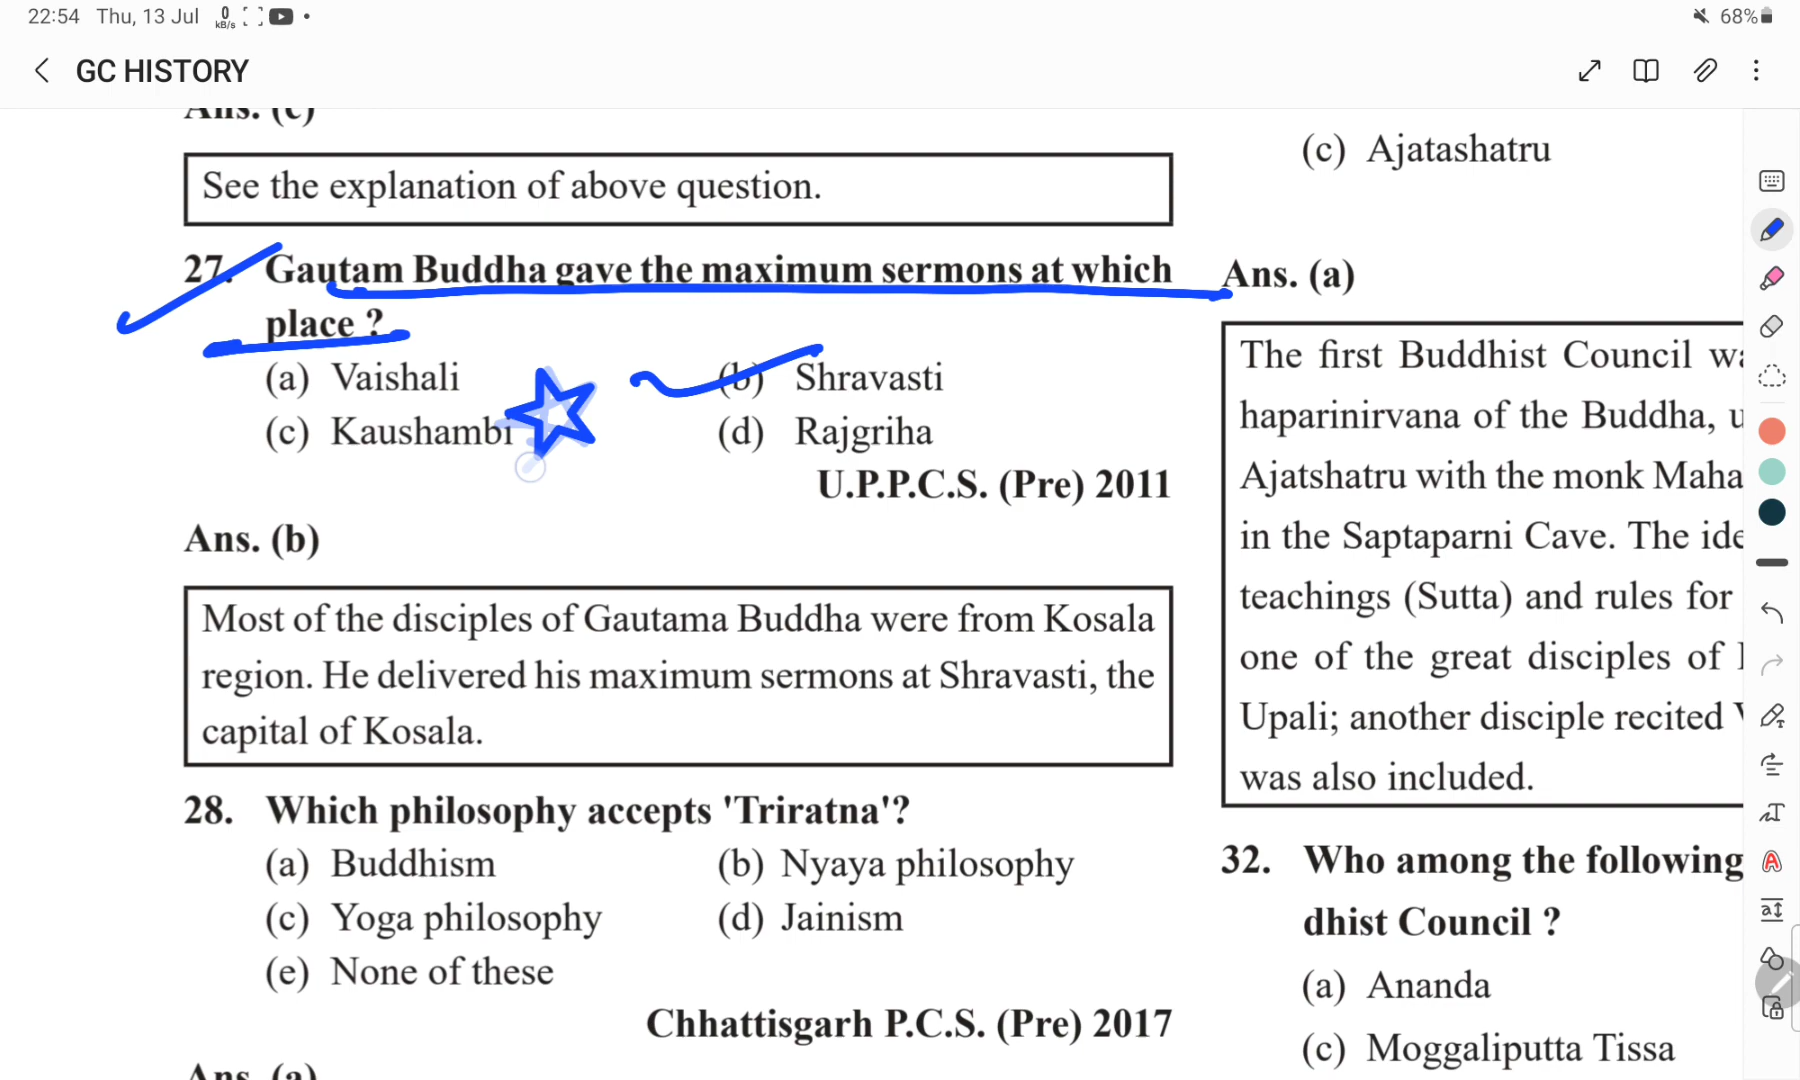 22:54 Thu, 13 Jul 0 kB/s 68%
GC HISTORY
Ans. (c)
See the explanation of above question.
27. Gautam Buddha gave the maximum sermons at which
place ?
(a) Vaishali (b) Shravasti
(c) Kaushambi (d) Rajgriha
U.P.P.C.S. (Pre) 2011
Ans. (b)
Most of the disciples of Gautama Buddha were from Kosala
region. He delivered his maximum sermons at Shravasti, the
capital of Kosala.
28. Which philosophy accepts 'Triratna'?
(a) Buddhism (b) Nyaya philosophy
(c) Yoga philosophy (d) Jainism
(e) None of these
Chhattisgarh P.C.S. (Pre) 2017
Ans. (a)
(c) Ajatashatru
Ans. (a)
The first Buddhist Council
haparinirvana of the Buddha,
Ajatshatru with the monk Maha
in the Saptaparni Cave. The
teachings (Sutta) and rules for
one of the great disciples of
Upali; another disciple recited
was also included.
32. Who among the following
dhist Council ?
(a) Ananda
(c) Moggaliputta Tissa